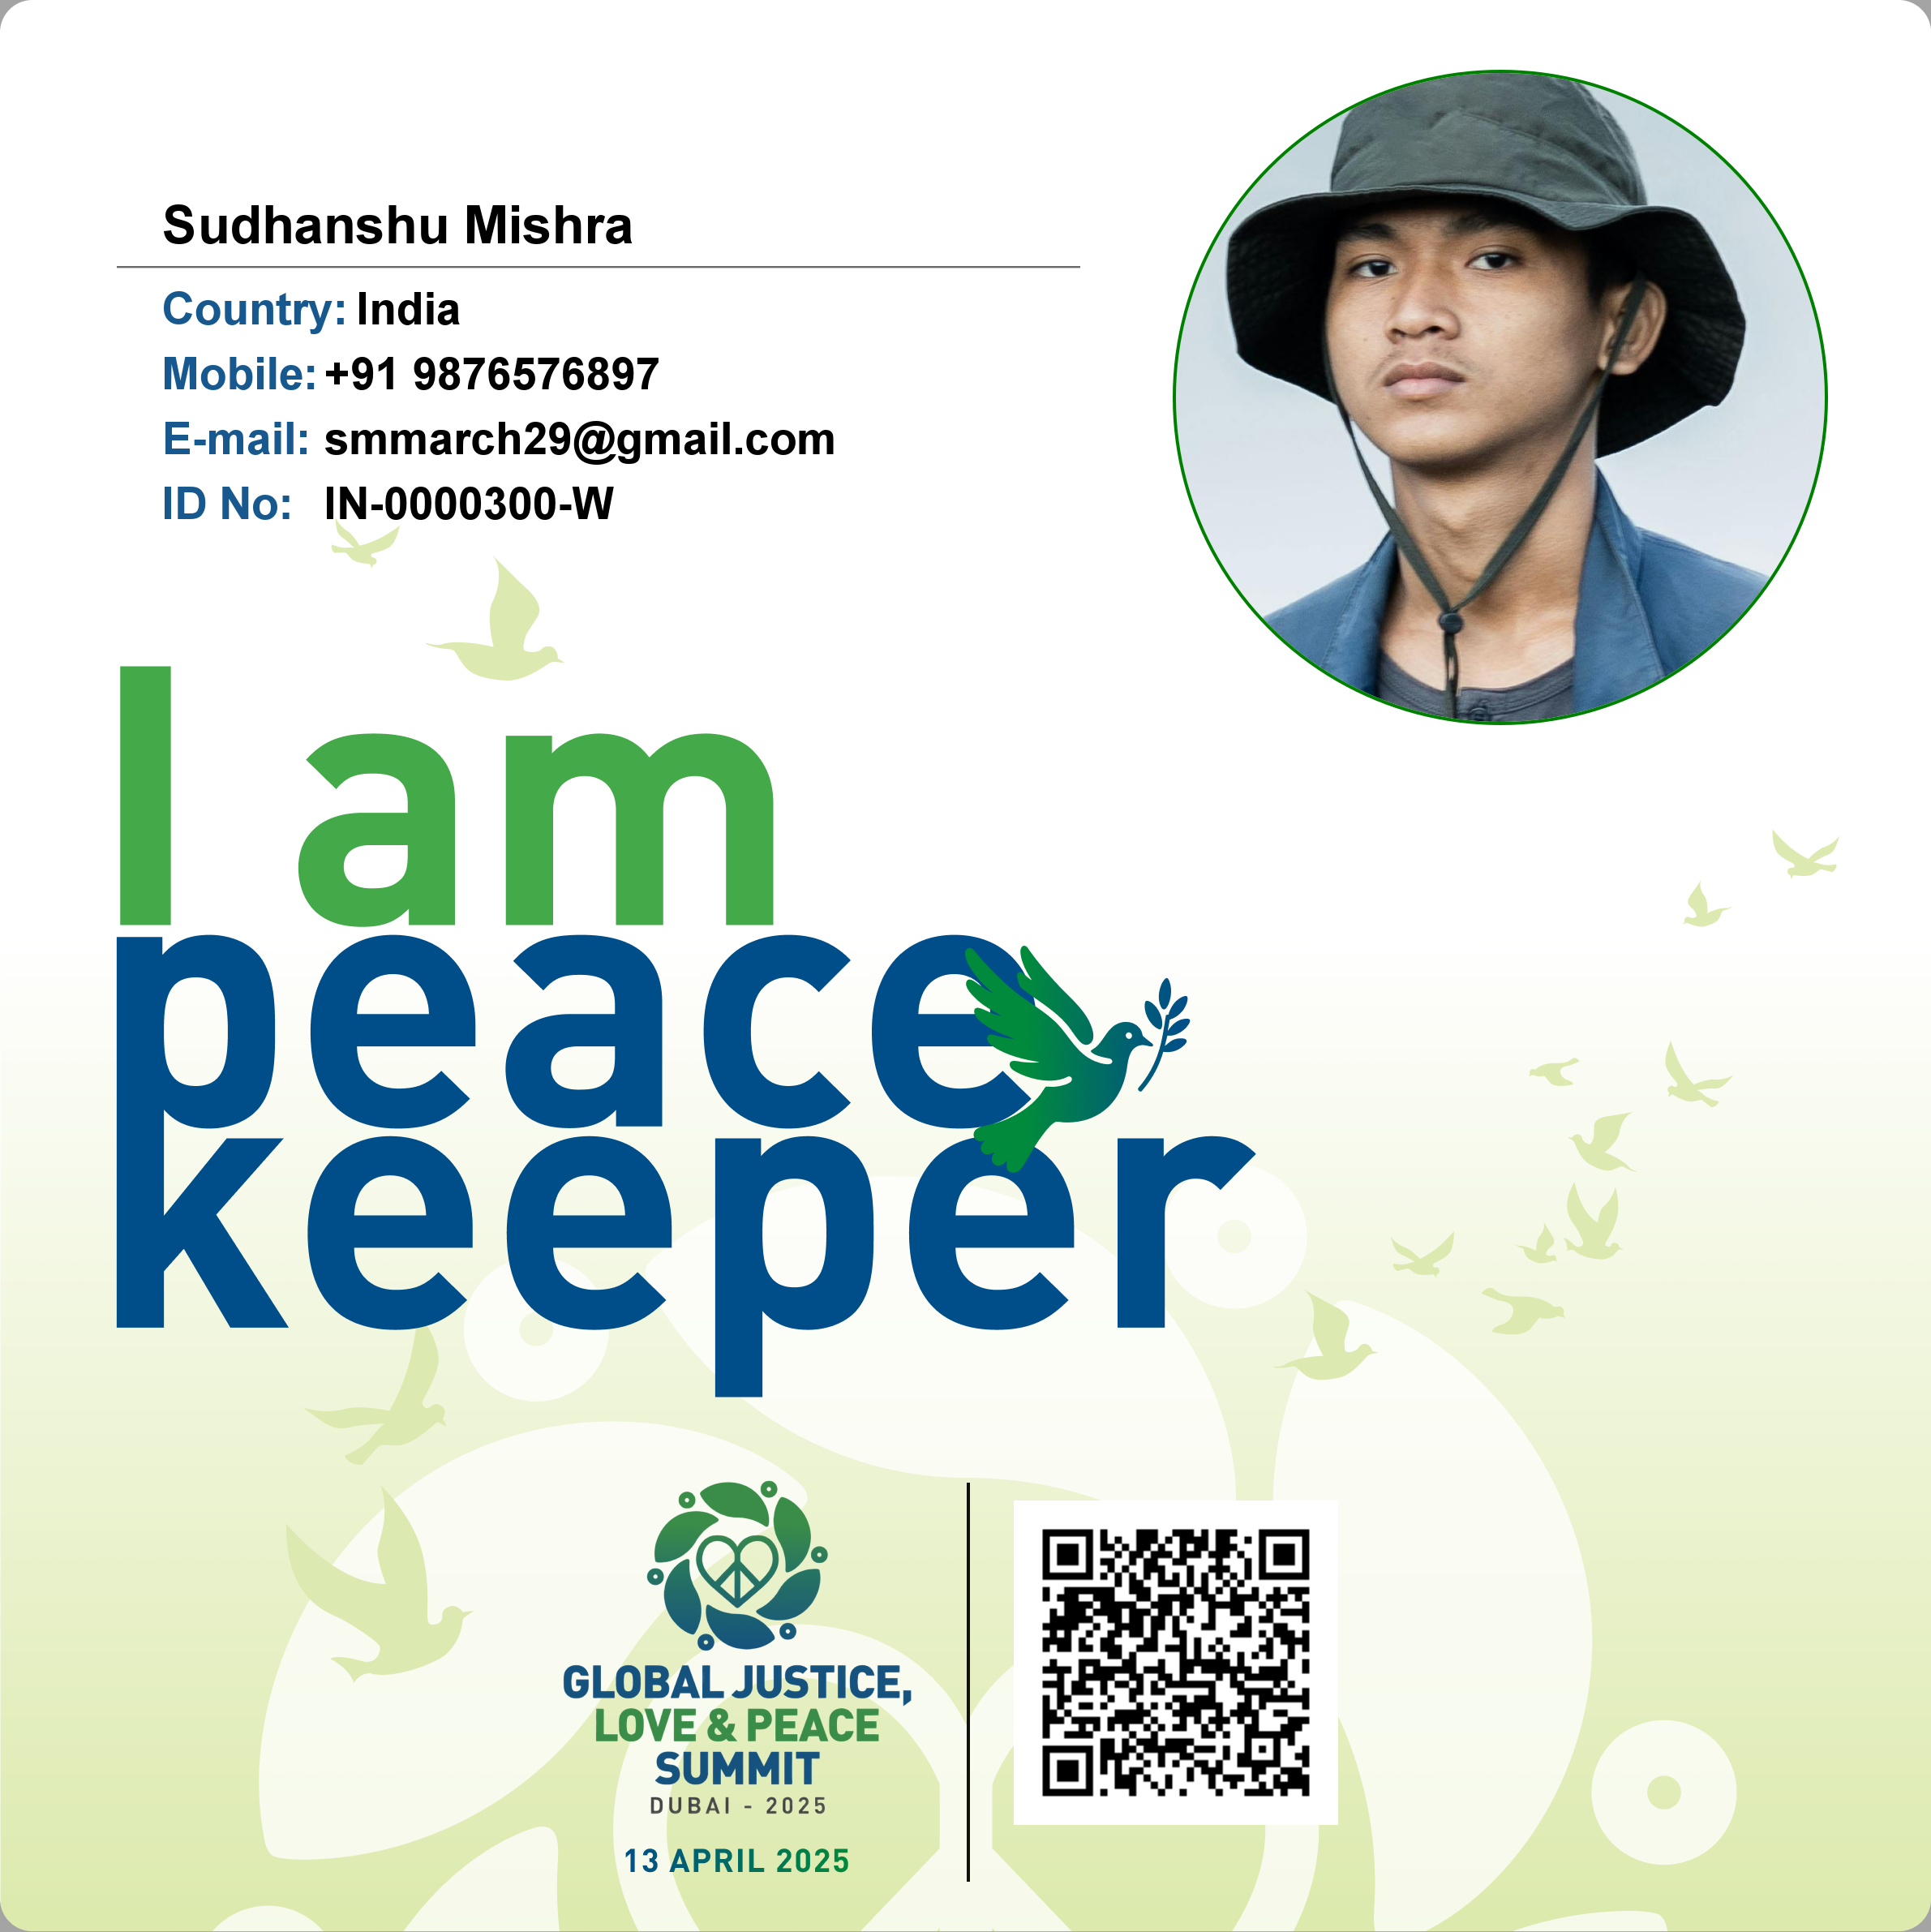 Sudhanshu Mishra
Country: India
Mobile: +91 9876576897
E-mail: smmarch29@gmail.com
ID No: IN-0000300-W
I am
peace
keeper
GLOBAL JUSTICE,
LOVE & PEACE
SUMMIT
DUBAI - 2025
13 APRIL 2025